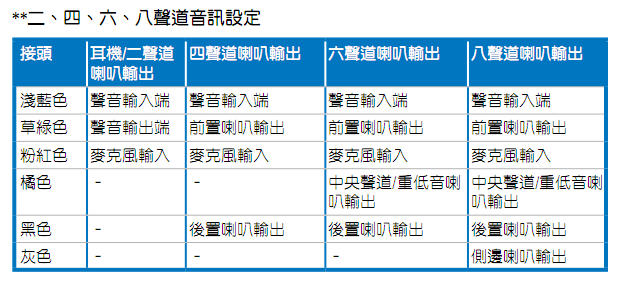 **二、四、六、八聲道音訊設定
接頭 耳機/二聲道喇叭輸出 四聲道喇叭輸出 六聲道喇叭輸出 八聲道喇叭輸出
淺藍色 聲音輸入端 聲音輸入端 聲音輸入端 聲音輸入端
草綠色 聲音輸出端 前置喇叭輸出 前置喇叭輸出 前置喇叭輸出
粉紅色 麥克風輸入 麥克風輸入 麥克風輸入 麥克風輸入
橘色 - - 中央聲道/重低音喇叭輸出 中央聲道/重低音喇叭輸出
黑色 - 後置喇叭輸出 後置喇叭輸出 後置喇叭輸出
灰色 - - - 側邊喇叭輸出